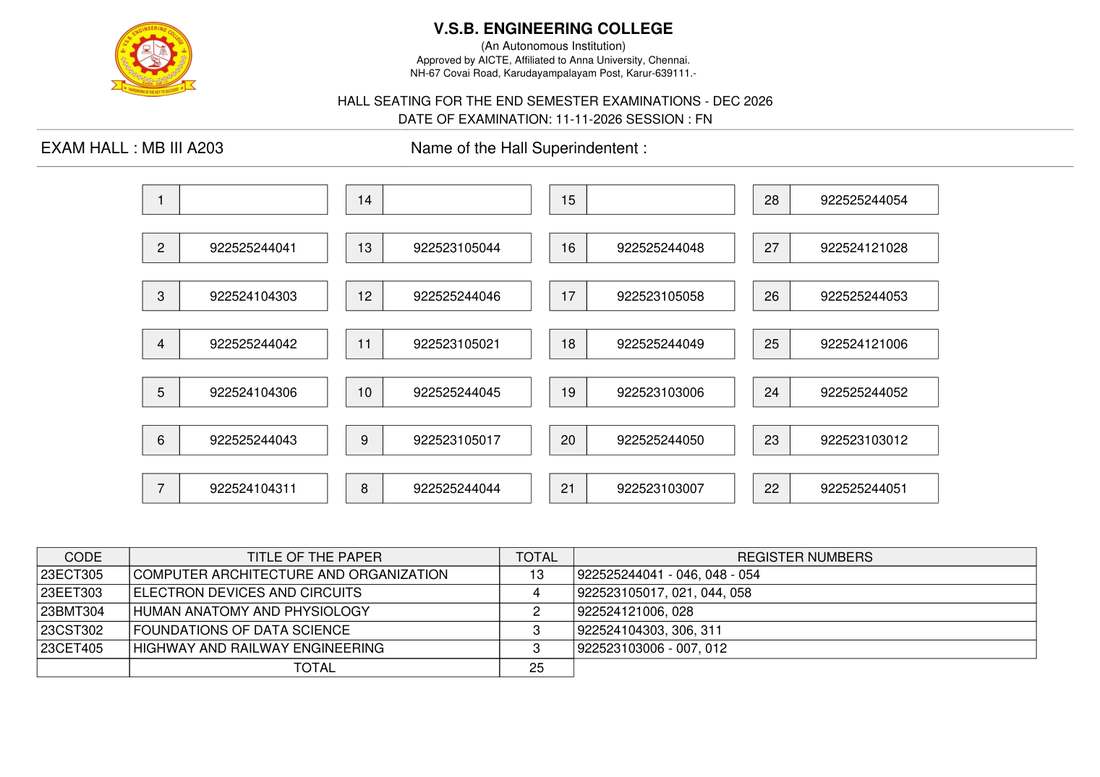 V.S.B. ENGINEERING COLLEGE
(An Autonomous Institution)
Approved by AICTE, Affiliated to Anna University, Chennai.
NH-67 Covai Road, Karudayampalayam Post, Karur-639111.-
HALL SEATING FOR THE END SEMESTER EXAMINATIONS - DEC 2026
DATE OF EXAMINATION: 11-11-2026 SESSION : FN
EXAM HALL : MB III A203 Name of the Hall Superindentent :
1 14 15 28 922525244054
2 922525244041 13 922523105044 16 922525244048 27 922524121028
3 922524104303 12 922525244046 17 922523105058 26 922525244053
4 922525244042 11 922523105021 18 922525244049 25 922524121006
5 922524104306 10 922525244045 19 922523103006 24 922525244052
6 922525244043 9 922523105017 20 922525244050 23 922523103012
7 922524104311 8 922525244044 21 922523103007 22 922525244051
CODE TITLE OF THE PAPER TOTAL REGISTER NUMBERS
23ECT305 COMPUTER ARCHITECTURE AND ORGANIZATION 13 922525244041 - 046, 048 - 054
23EET303 ELECTRON DEVICES AND CIRCUITS 4 922523105017, 021, 044, 058
23BMT304 HUMAN ANATOMY AND PHYSIOLOGY 2 922524121006, 028
23CST302 FOUNDATIONS OF DATA SCIENCE 3 922524104303, 306, 311
23CET405 HIGHWAY AND RAILWAY ENGINEERING 3 922523103006 - 007, 012
TOTAL 25